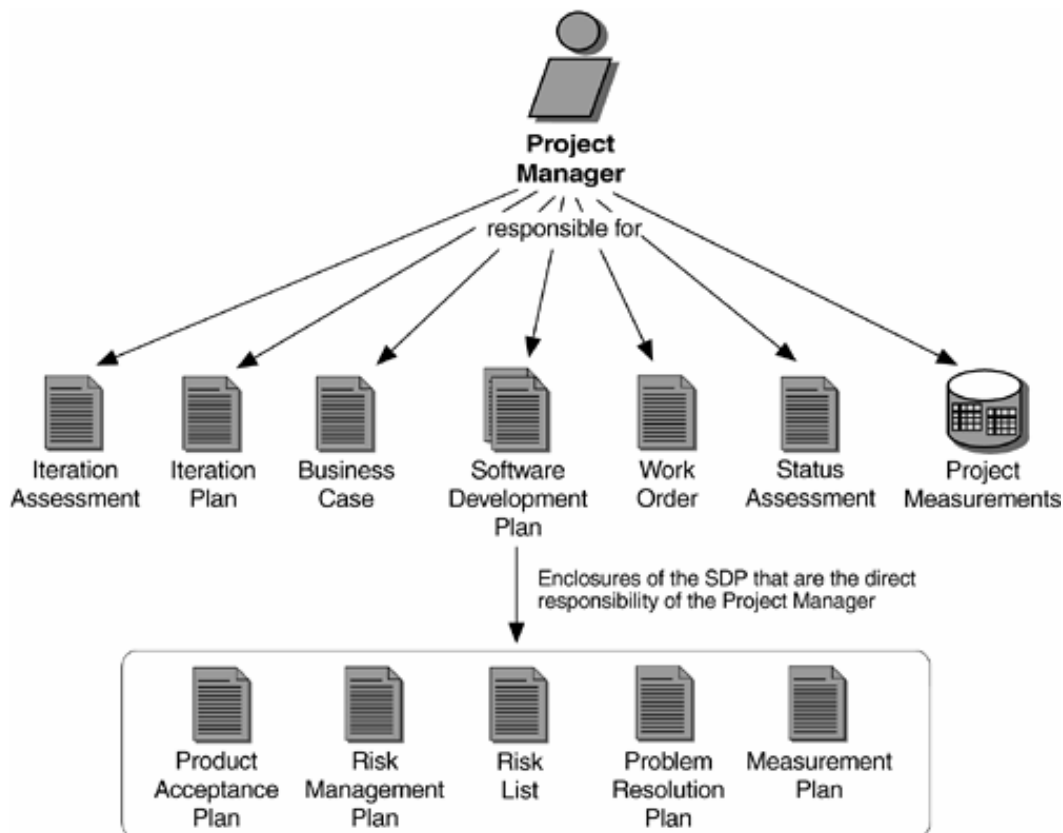 Project
Manager
responsible for
Iteration
Assessment
Iteration
Plan
Business
Case
Software
Development
Plan
Work
Order
Status
Assessment
Project
Measurements
Enclosures of the SDP that are the direct
responsibility of the Project Manager
Product
Acceptance
Plan
Risk
Management
Plan
Risk
List
Problem
Resolution
Plan
Measurement
Plan